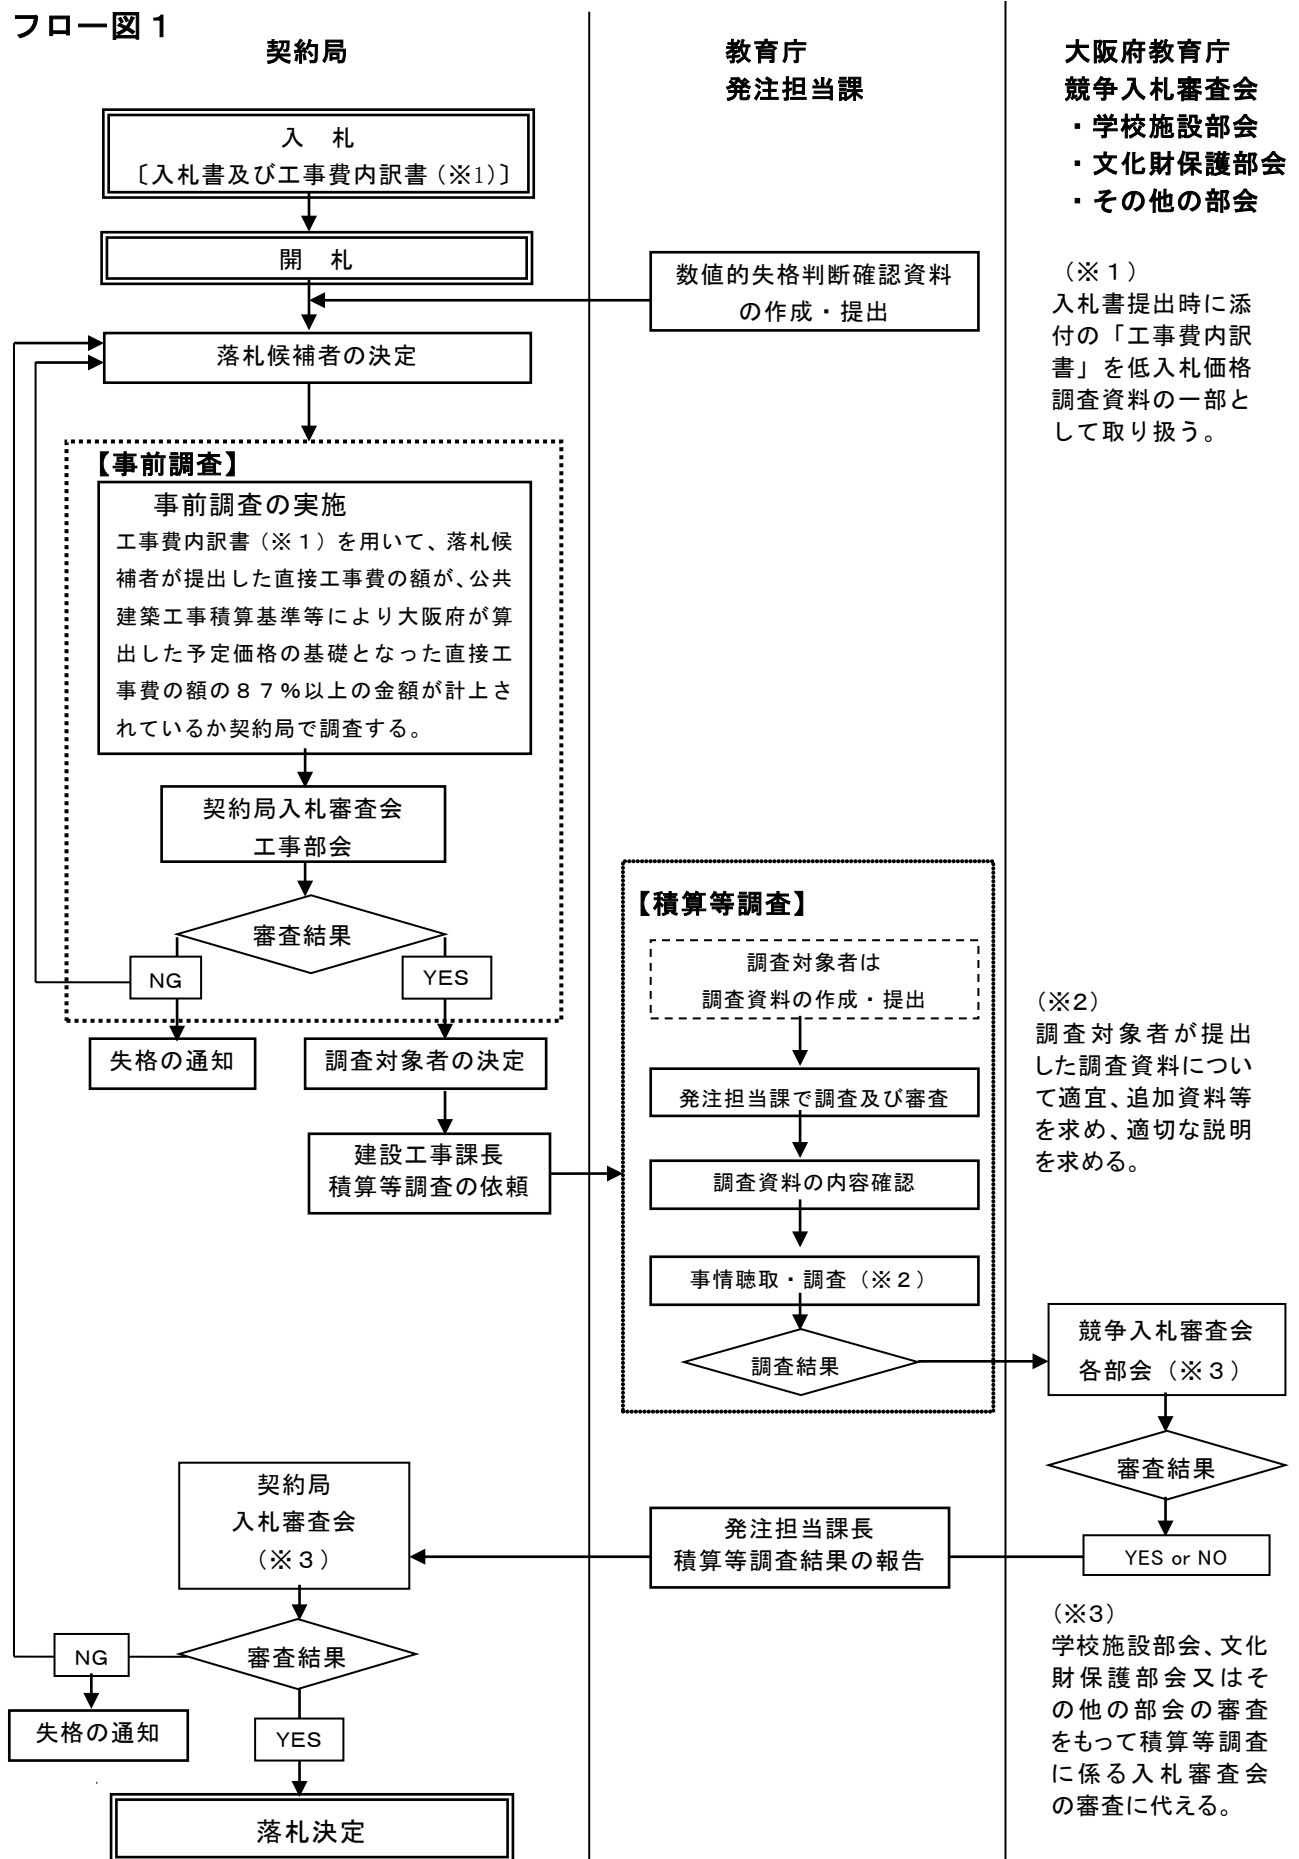 フロー図1
契約局
教育庁
発注担当課
大阪府教育庁
競争入札審査会
・学校施設部会
・文化財保護部会
・その他の部会
入 札
〔入札書及び工事費内訳書(※1)〕
開 札
数値的失格判断確認資料
の作成・提出
(※1)
入札書提出時に添
付の「工事費内訳
書」を低入札価格
調査資料の一部と
して取り扱う。
落札候補者の決定
【事前調査】
事前調査の実施
工事費内訳書(※1)を用いて、落札候
補者が提出した直接工事費の額が、公共
建築工事積算基準等により大阪府が算
出した予定価格の基礎となった直接工
事費の額の87%以上の金額が計上さ
れているか契約局で調査する。
契約局入札審査会
工事部会
審査結果
NG
YES
失格の通知
調査対象者の決定
建設工事課長
積算等調査の依頼
【積算等調査】
調査対象者は
調査資料の作成・提出
発注担当課で調査及び審査
調査資料の内容確認
事情聴取・調査(※2)
調査結果
(※2)
調査対象者が提出
した調査資料につい
て適宜、追加資料等
を求め、適切な説明
を求める。
競争入札審査会
各部会(※3)
審査結果
YES or NO
発注担当課長
積算等調査結果の報告
契約局
入札審査会
(※3)
審査結果
NG
失格の通知
YES
落札決定
(※3)
学校施設部会、文化
財保護部会又はそ
の他の部会の審査
をもって積算等調査
に係る入札審査会
の審査に代える。